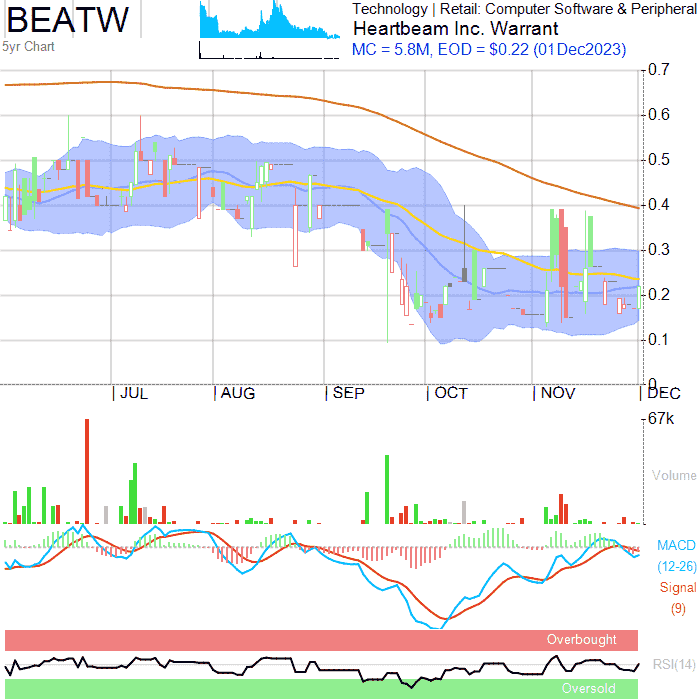 BEATW
5yr Chart
Technology | Retail: Computer Software & Peripheral
Heartbeam Inc. Warrant
MC = 5.8M, EOD = $0.22 (01Dec2023)
0.7
0.6
0.5
0.4
0.3
0.2
0.1
0
JUL AUG SEP OCT NOV DEC
67k
Volume
MACD
(12-26)
Signal
(9)
Overbought
RSI(14)
Oversold